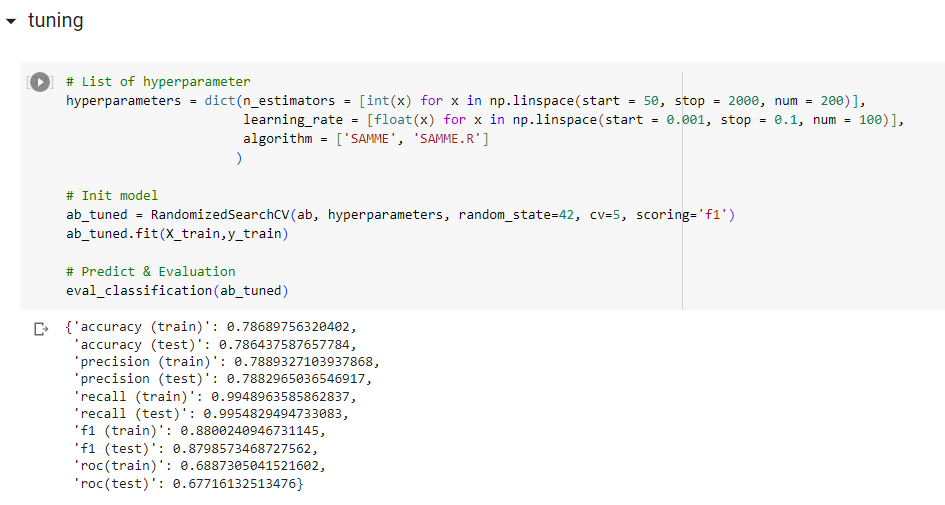 tuning
# List of hyperparameter
hyperparameters = dict(n_estimators = [int(x) for x in np.linspace(start = 50, stop = 2000, num = 200)],
learning_rate = [float(x) for x in np.linspace(start = 0.001, stop = 0.1, num = 100)],
algorithm = ['SAMME', 'SAMME.R']
)
# Init model
ab_tuned = RandomizedSearchCV(ab, hyperparameters, random_state=42, cv=5, scoring='f1')
ab_tuned.fit(X_train,y_train)
# Predict & Evaluation
eval_classification(ab_tuned)
{'accuracy (train)': 0.78689756320402,
'accuracy (test)': 0.786437587657784,
'precision (train)': 0.7889327103937868,
'precision (test)': 0.7882965036546917,
'recall (train)': 0.9948963585862837,
'recall (test)': 0.9954829494733083,
'f1 (train)': 0.8800240946731145,
'f1 (test)': 0.8798573468727562,
'roc(train)': 0.6887305041521602,
'roc(test)': 0.67716132513476}